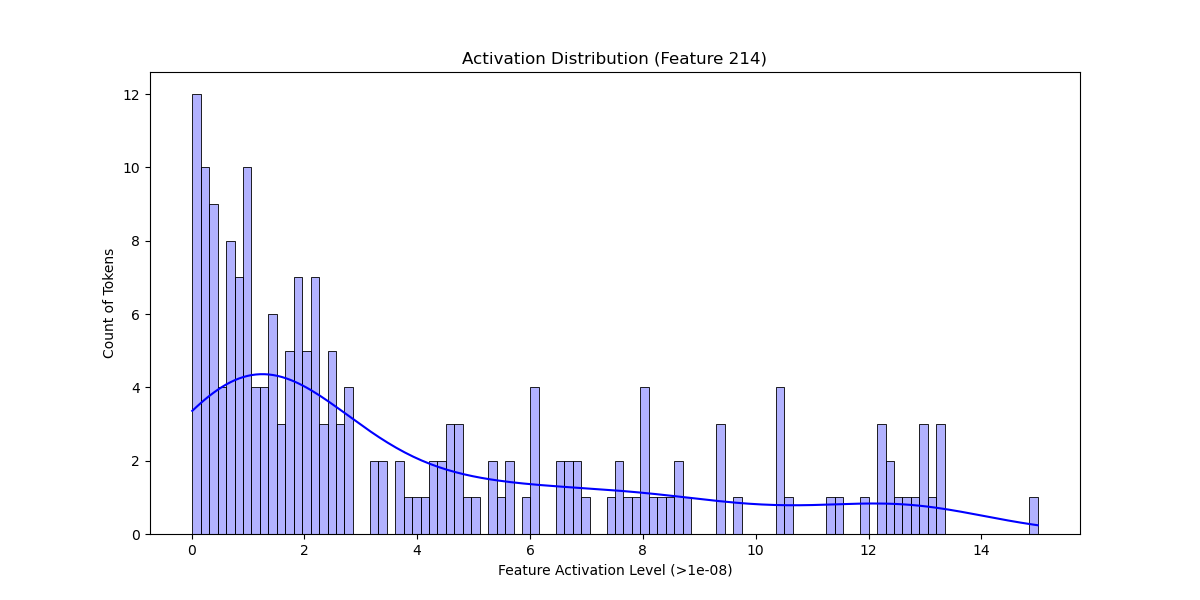 Activation Distribution (Feature 214)
12
10
8
6
4
2
0
Count of Tokens
0 2 4 6 8 10 12 14
Feature Activation Level (>1e-08)